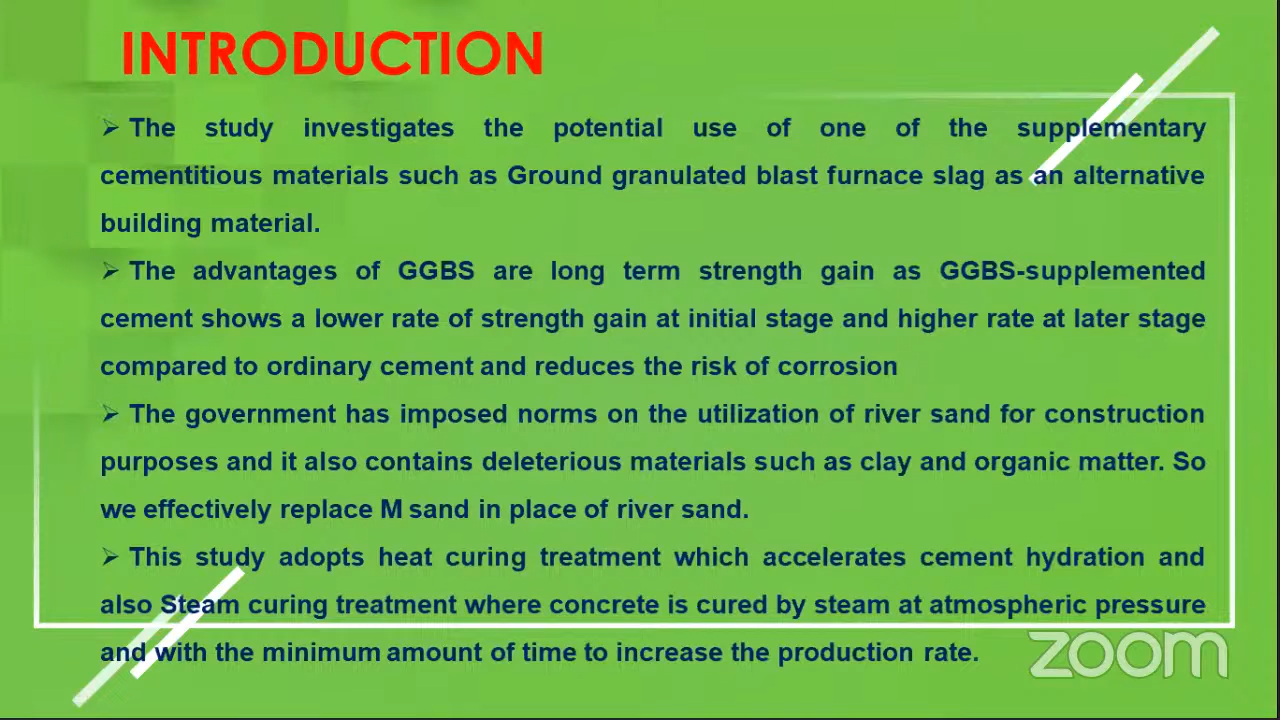 INTRODUCTION
➢ The study investigates the potential use of one of the supplementary
cementitious materials such as Ground granulated blast furnace slag as an alternative
building material.
➢ The advantages of GGBS are long term strength gain as GGBS-supplemented
cement shows a lower rate of strength gain at initial stage and higher rate at later stage
compared to ordinary cement and reduces the risk of corrosion
➢ The government has imposed norms on the utilization of river sand for construction
purposes and it also contains deleterious materials such as clay and organic matter. So
we effectively replace M sand in place of river sand.
➢ This study adopts heat curing treatment which accelerates cement hydration and
also Steam curing treatment where concrete is cured by steam at atmospheric pressure
and with the minimum amount of time to increase the production rate.
zoom